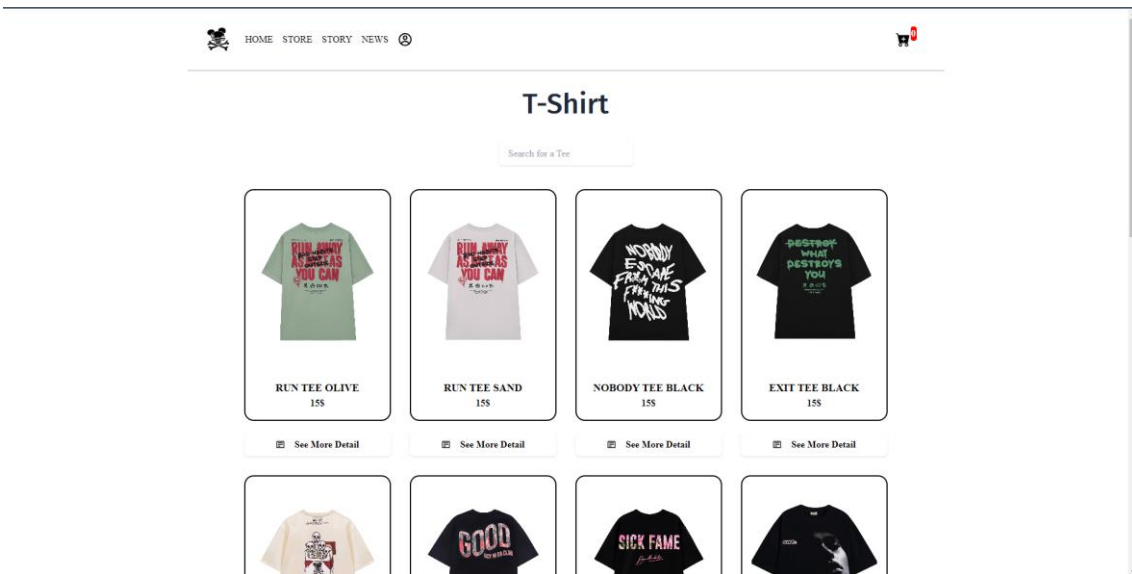 HOME STORE STORY NEWS
0
T-Shirt
Search for a Tee
RUN AWAY
AS FAR AS
YOU CAN
RUN AWAY
AS FAR AS
YOU CAN
NOBODY
ESCAPE
FROM THIS
F***ING
WORLD
DESTROY
WHAT
DESTROYS
YOU
RUN TEE OLIVE
15$
RUN TEE SAND
15$
NOBODY TEE BLACK
15$
EXIT TEE BLACK
15$
See More Detail
See More Detail
See More Detail
See More Detail
GOOD
SICK FAME